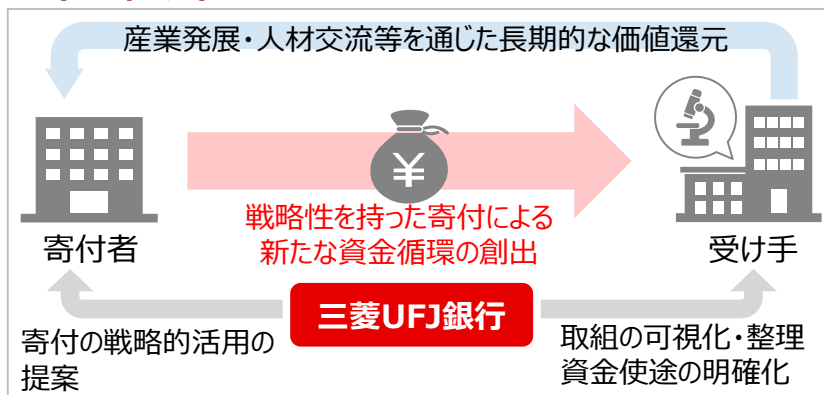 産業発展・人材交流等を通じた長期的な価値還元
¥
戦略性を持った寄付による
新たな資金循環の創出
寄付者
受け手
三菱UFJ銀行
寄付の戦略的活用の
提案
取組の可視化・整理
資金使途の明確化